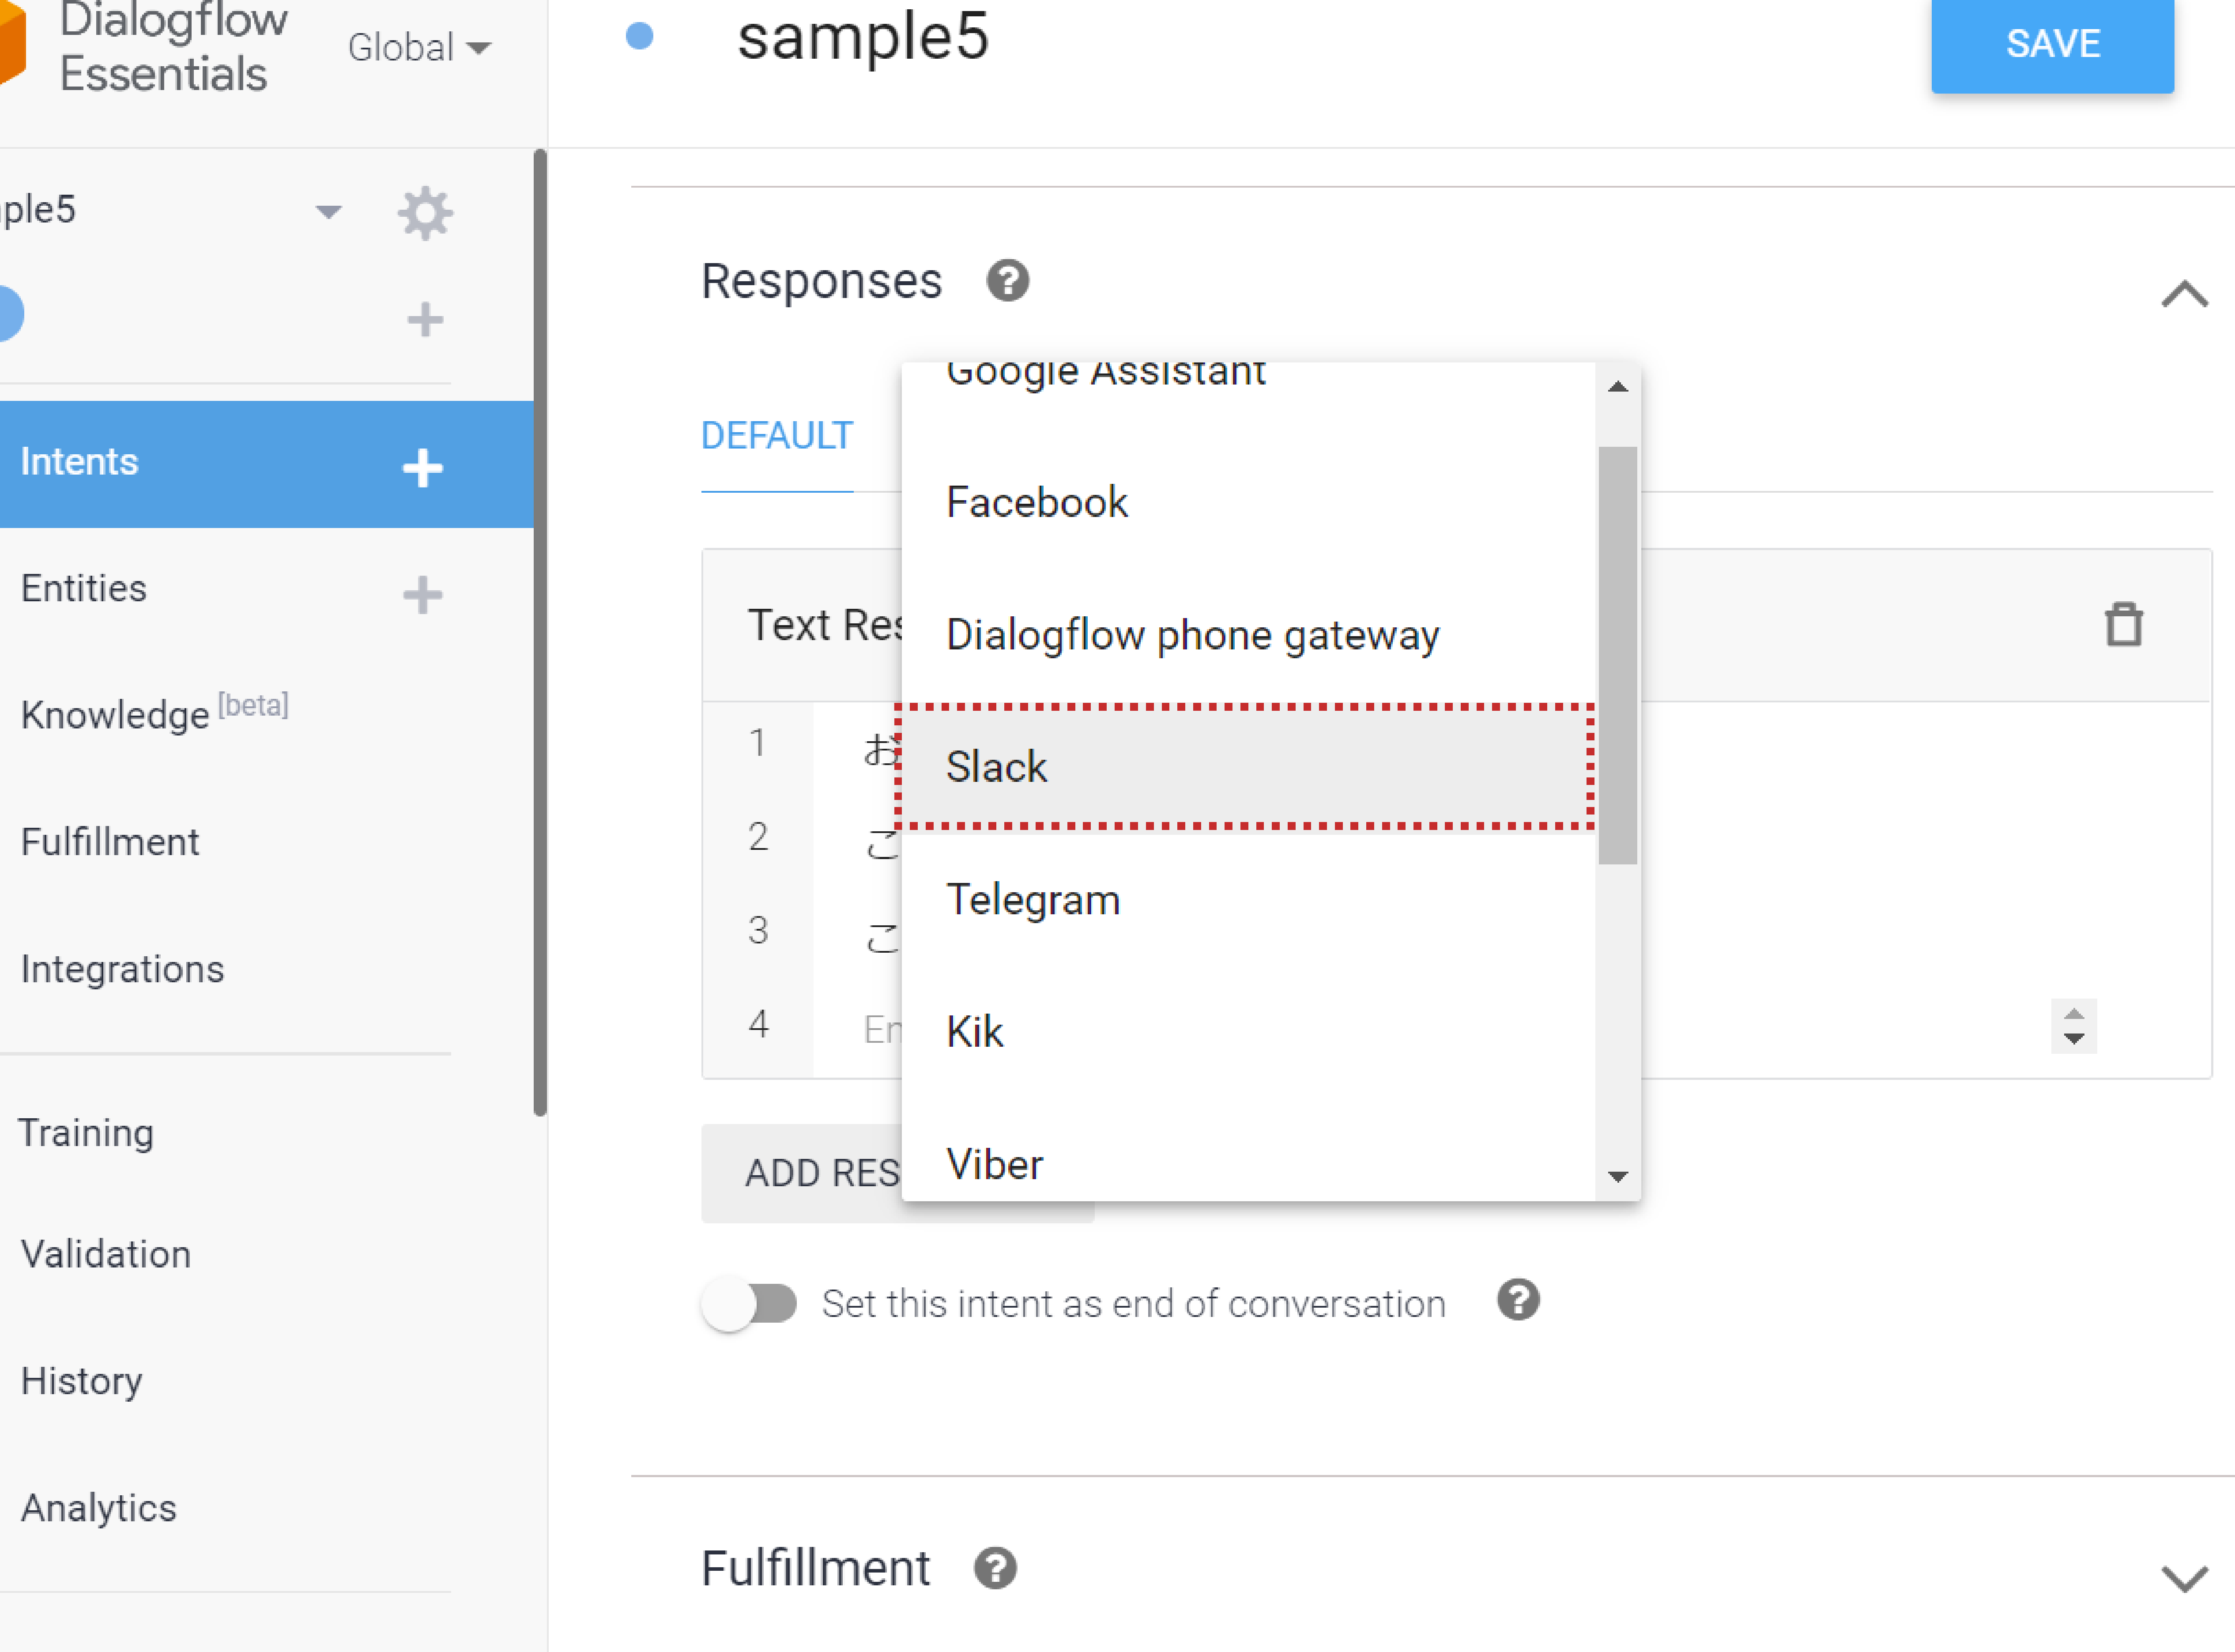 Dialogflow
Essentials
Global
sample5
SAVE
ple5
Intents
Entities
Knowledge [beta]
Fulfillment
Integrations
Training
Validation
History
Analytics
Responses
DEFAULT
Text Res
1 お
2 こ
3 こ
4 En
Google Assistant
Facebook
Dialogflow phone gateway
Slack
Telegram
Kik
Viber
ADD RES
Set this intent as end of conversation
Fulfillment